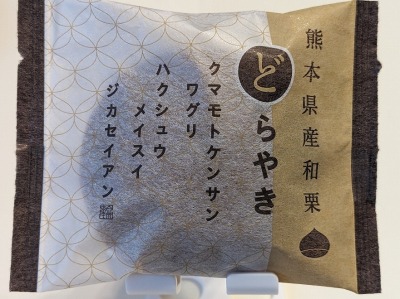 熊本県産和栗
どらやき
クマモトケンサン
ワグリ
ハクシュウ
メイスイ
ジカセイアン